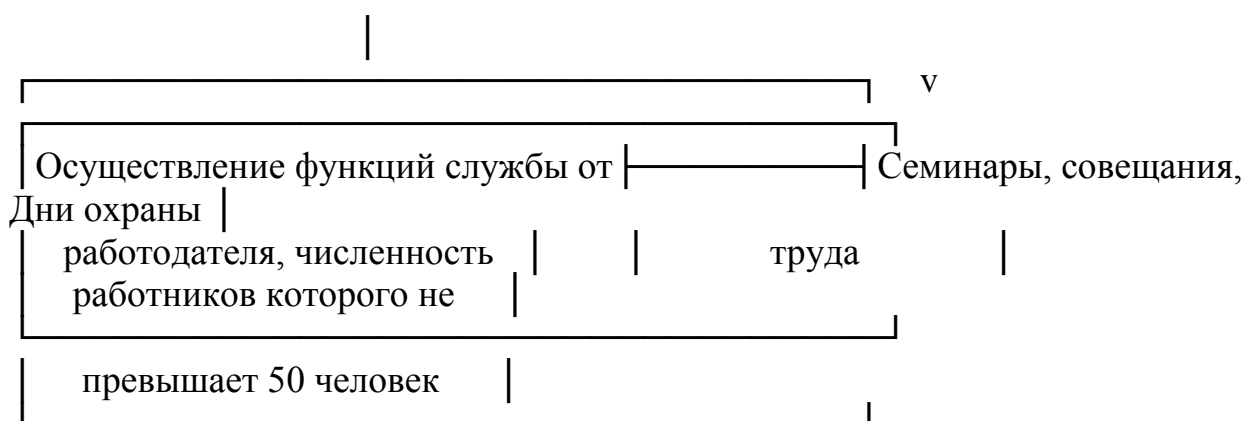 v
Осуществление функций службы от Семинары, совещания,
Дни охраны
работодателя, численность труда
работников которого не
превышает 50 человек